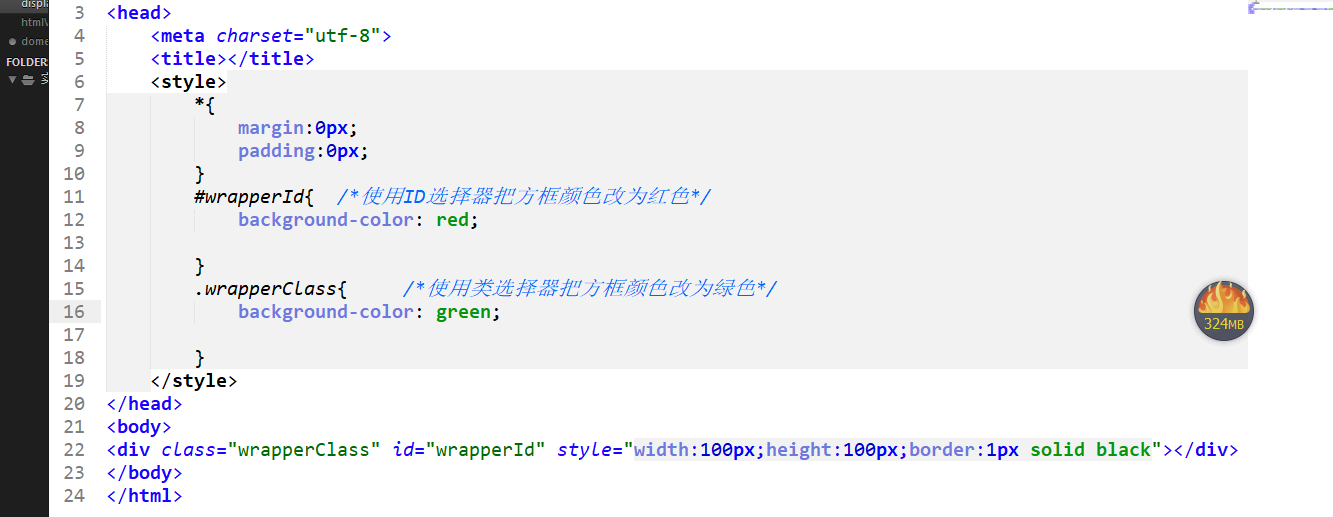 displa
htmlV
dome
FOLDERS
3 <head>
4 <meta charset="utf-8">
5 <title></title>
6 <style>
7 *{
8 margin:0px;
9 padding:0px;
10 }
11 #wrapperId{ /*使用ID选择器把方框颜色改为红色*/
12 background-color: red;
13
14 }
15 .wrapperClass{ /*使用类选择器把方框颜色改为绿色*/
16 background-color: green;
17
18 }
19 </style>
20 </head>
21 <body>
22 <div class="wrapperClass" id="wrapperId" style="width:100px;height:100px;border:1px solid black"></div>
23 </body>
24 </html>
324MB